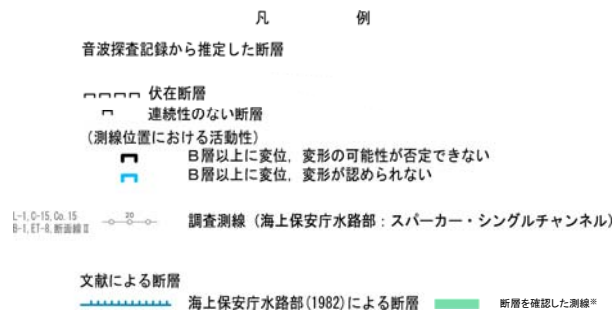 凡 例
音波探査記録から推定した断層
伏在断層
連続性のない断層
(測線位置における活動性)
B層以上に変位，変形の可能性が否定できない
B層以上に変位，変形が認められない
L-1, C-15, Co. 15
B-1, ET-8, 断面線Ⅱ
20
調査測線（海上保安庁水路部：スパーカー・シングルチャンネル）
文献による断層
海上保安庁水路部(1982)による断層
断層を確認した測線※